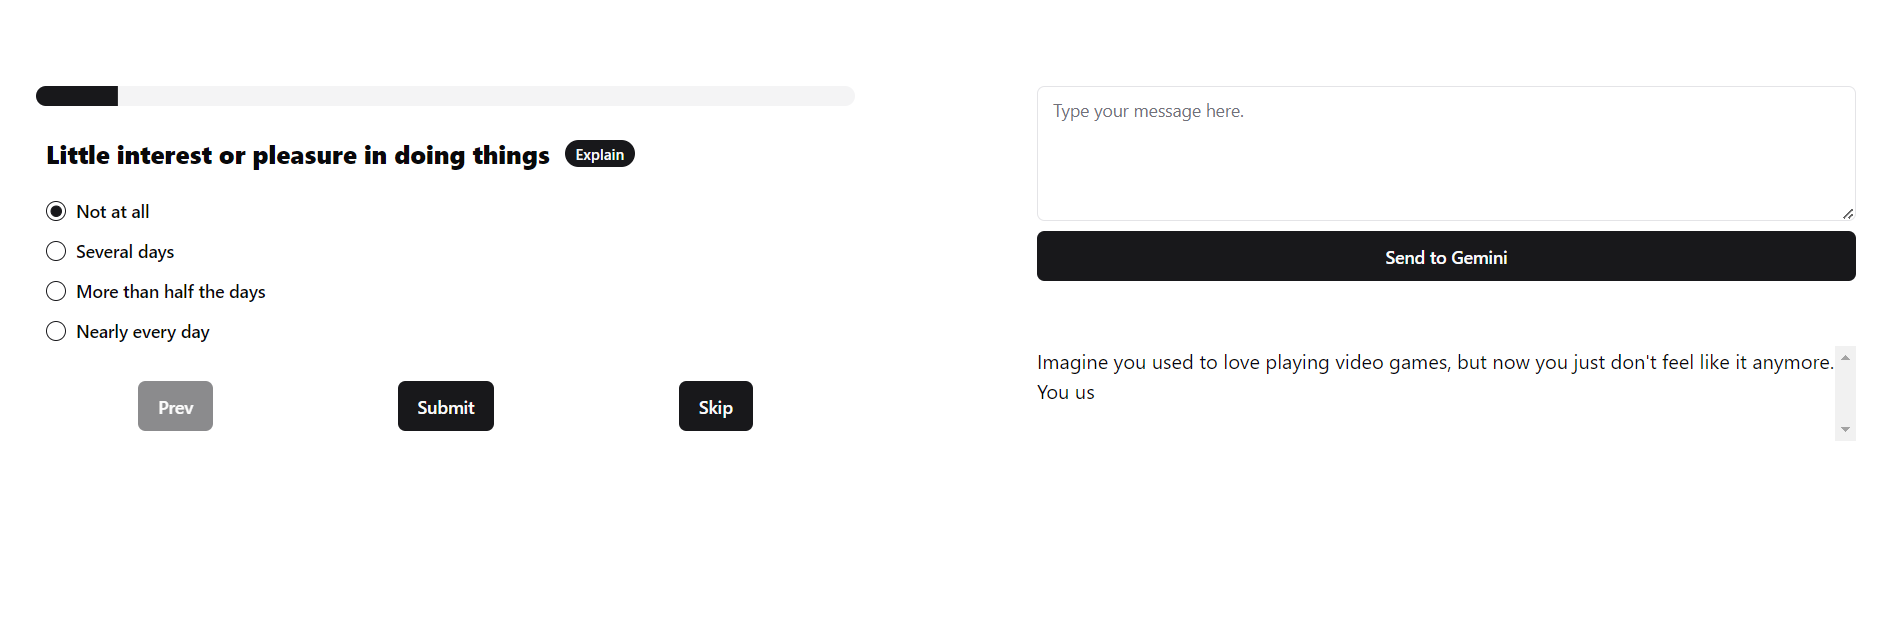 Little interest or pleasure in doing things
Explain
Not at all
Several days
More than half the days
Nearly every day
Prev
Submit
Skip
Type your message here.
Send to Gemini
Imagine you used to love playing video games, but now you just don't feel like it anymore.
You us